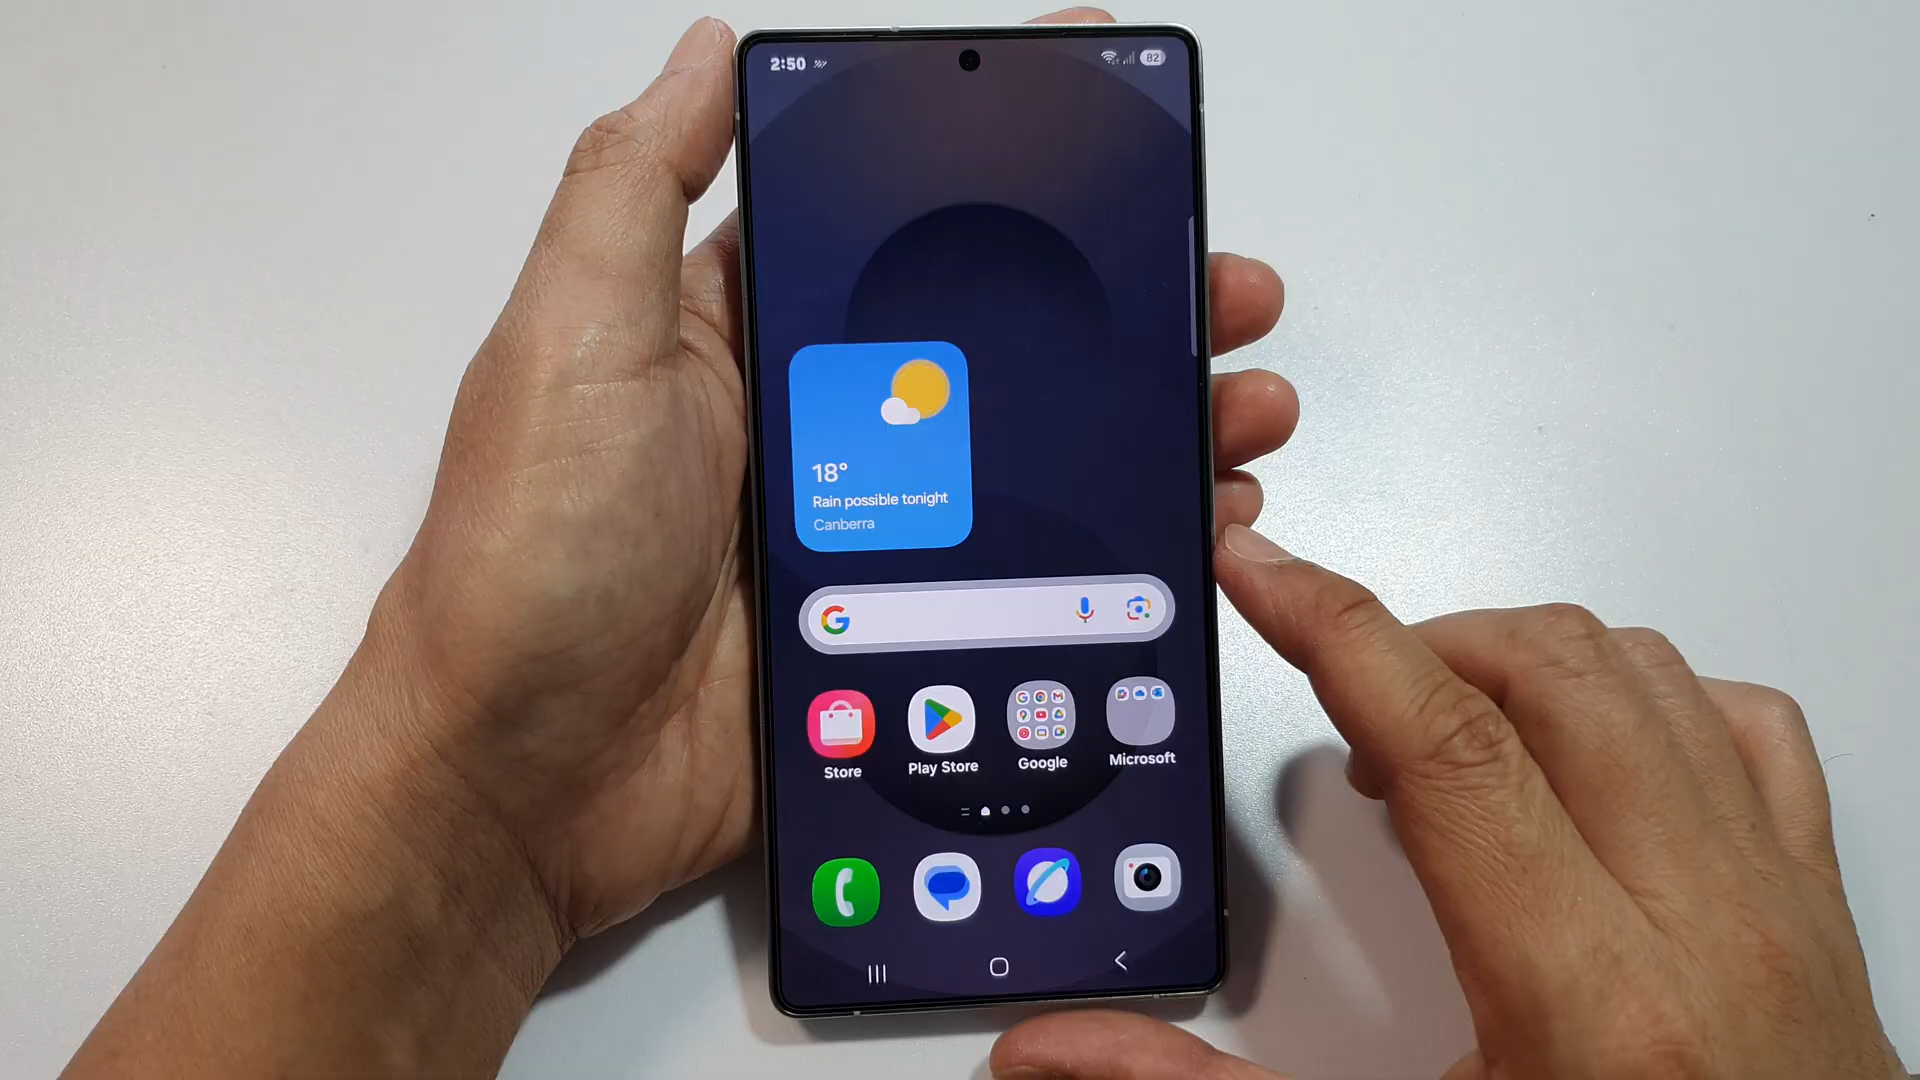 2:50
82
18°
Rain possible tonight
Canberra
G
Store
Play Store
Google
Microsoft